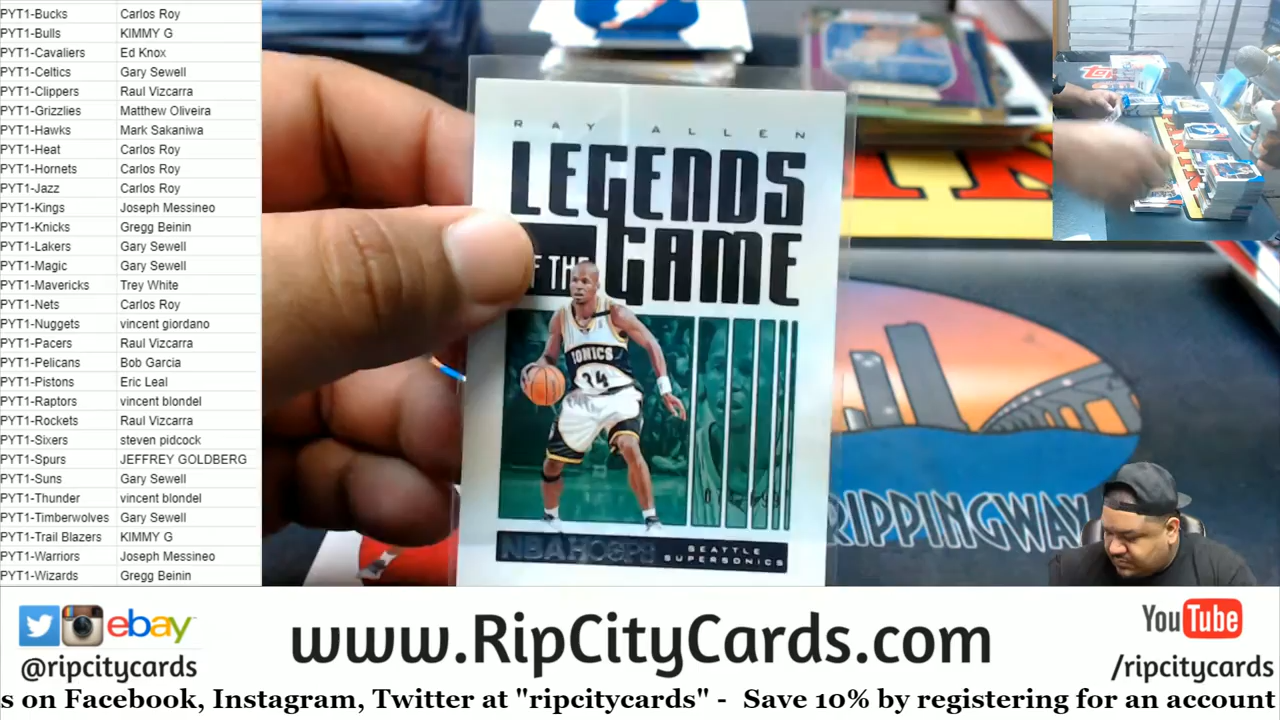 PYT1-Bucks Carlos Roy
PYT1-Bulls KIMMY G
PYT1-Cavaliers Ed Knox
PYT1-Celtics Gary Sewell
PYT1-Clippers Raul Vizcarra
PYT1-Grizzlies Matthew Oliveira
PYT1-Hawks Mark Sakaniwa
PYT1-Heat Carlos Roy
PYT1-Hornets Carlos Roy
PYT1-Jazz Carlos Roy
PYT1-Kings Joseph Messineo
PYT1-Knicks Gregg Beinin
PYT1-Lakers Gary Sewell
PYT1-Magic Gary Sewell
PYT1-Mavericks Trey White
PYT1-Nets Carlos Roy
PYT1-Nuggets vincent giordano
PYT1-Pacers Raul Vizcarra
PYT1-Pelicans Bob Garcia
PYT1-Pistons Eric Leal
PYT1-Raptors vincent blondel
PYT1-Rockets Raul Vizcarra
PYT1-Sixers steven pidcock
PYT1-Spurs JEFFREY GOLDBERG
PYT1-Suns Gary Sewell
PYT1-Thunder vincent blondel
PYT1-Timberwolves Gary Sewell
PYT1-Trail Blazers KIMMY G
PYT1-Warriors Joseph Messineo
PYT1-Wizards Gregg Beinin
RAY ALLEN
LEGENDS
F THE GAME
SONICS
34
NBA HOOPS
SEATTLE
SUPERSONICS
RIPPINGWAY
ebay
@ripcitycards
www.RipCityCards.com
YouTube
/ripcitycards
s on Facebook, Instagram, Twitter at "ripcitycards" - Save 10% by registering for an account